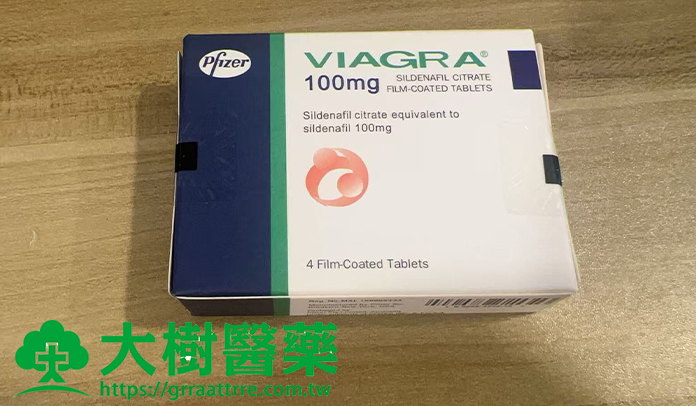 Pfizer
VIAGRA®
100mg
SILDENAFIL CITRATE
FILM-COATED TABLETS
Sildenafil citrate equivalent to
sildenafil 100mg
4 Film-Coated Tablets
大樹醫藥
https://grraattrre.com.tw